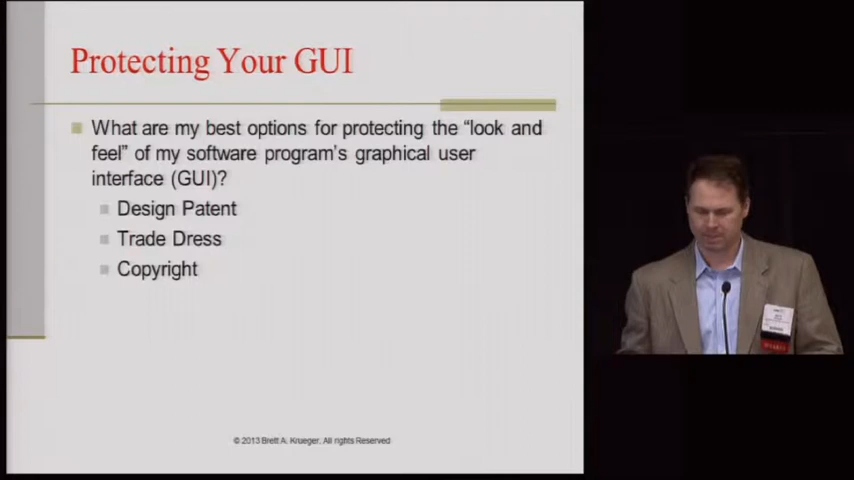 Protecting Your GUI
What are my best options for protecting the “look and
feel” of my software program’s graphical user
interface (GUI)?
Design Patent
Trade Dress
Copyright
© 2013 Brett A. Krueger, All rights Reserved